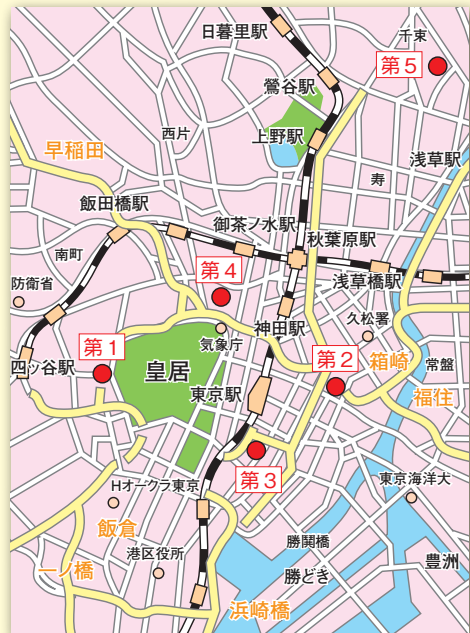 日暮里駅
千束
第5
鶯谷駅
西片
上野駅
早稲田
浅草駅
寿
飯田橋駅
御茶ノ水駅
秋葉原駅
南町
第4
浅草橋駅
防衛省
気象庁
神田駅
久松署
第1
四ッ谷駅
皇居
東京駅
第2
箱崎
常盤
福住
第3
Hオークラ東京
東京海洋大
飯倉
港区役所
勝関橋
一ノ橋
勝どき
豊洲
浜崎橋